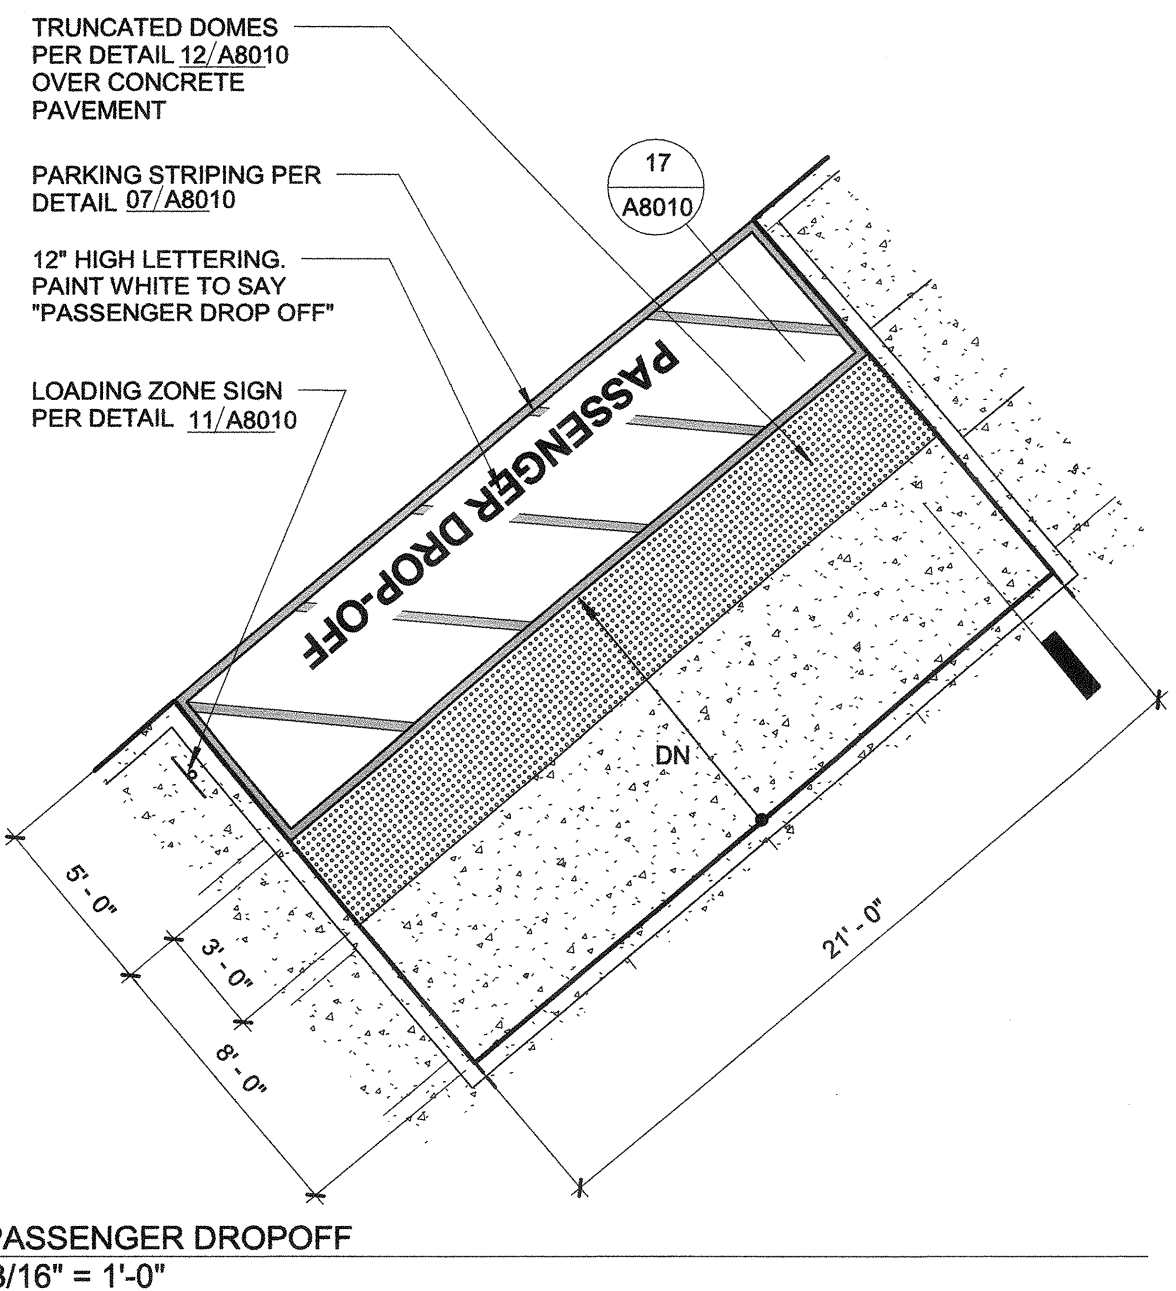 TRUNCATED DOMES
PER DETAIL 12/A8010
OVER CONCRETE
PAVEMENT
PARKING STRIPING PER
DETAIL 07/A8010
12" HIGH LETTERING.
PAINT WHITE TO SAY
"PASSENGER DROP OFF"
LOADING ZONE SIGN
PER DETAIL 11/A8010
17
A8010
PASSENGER DROP-OFF
DN
5' - 0"
3' - 0"
8' - 0"
21' - 0"
PASSENGER DROPOFF
3/16" = 1'-0"